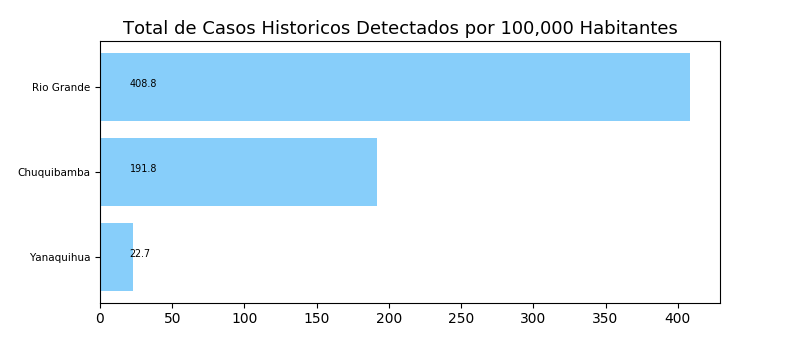 Total de Casos Historicos Detectados por 100,000 Habitantes
Rio Grande 408.8
Chuquibamba 191.8
Yanaquihua 22.7
0 50 100 150 200 250 300 350 400